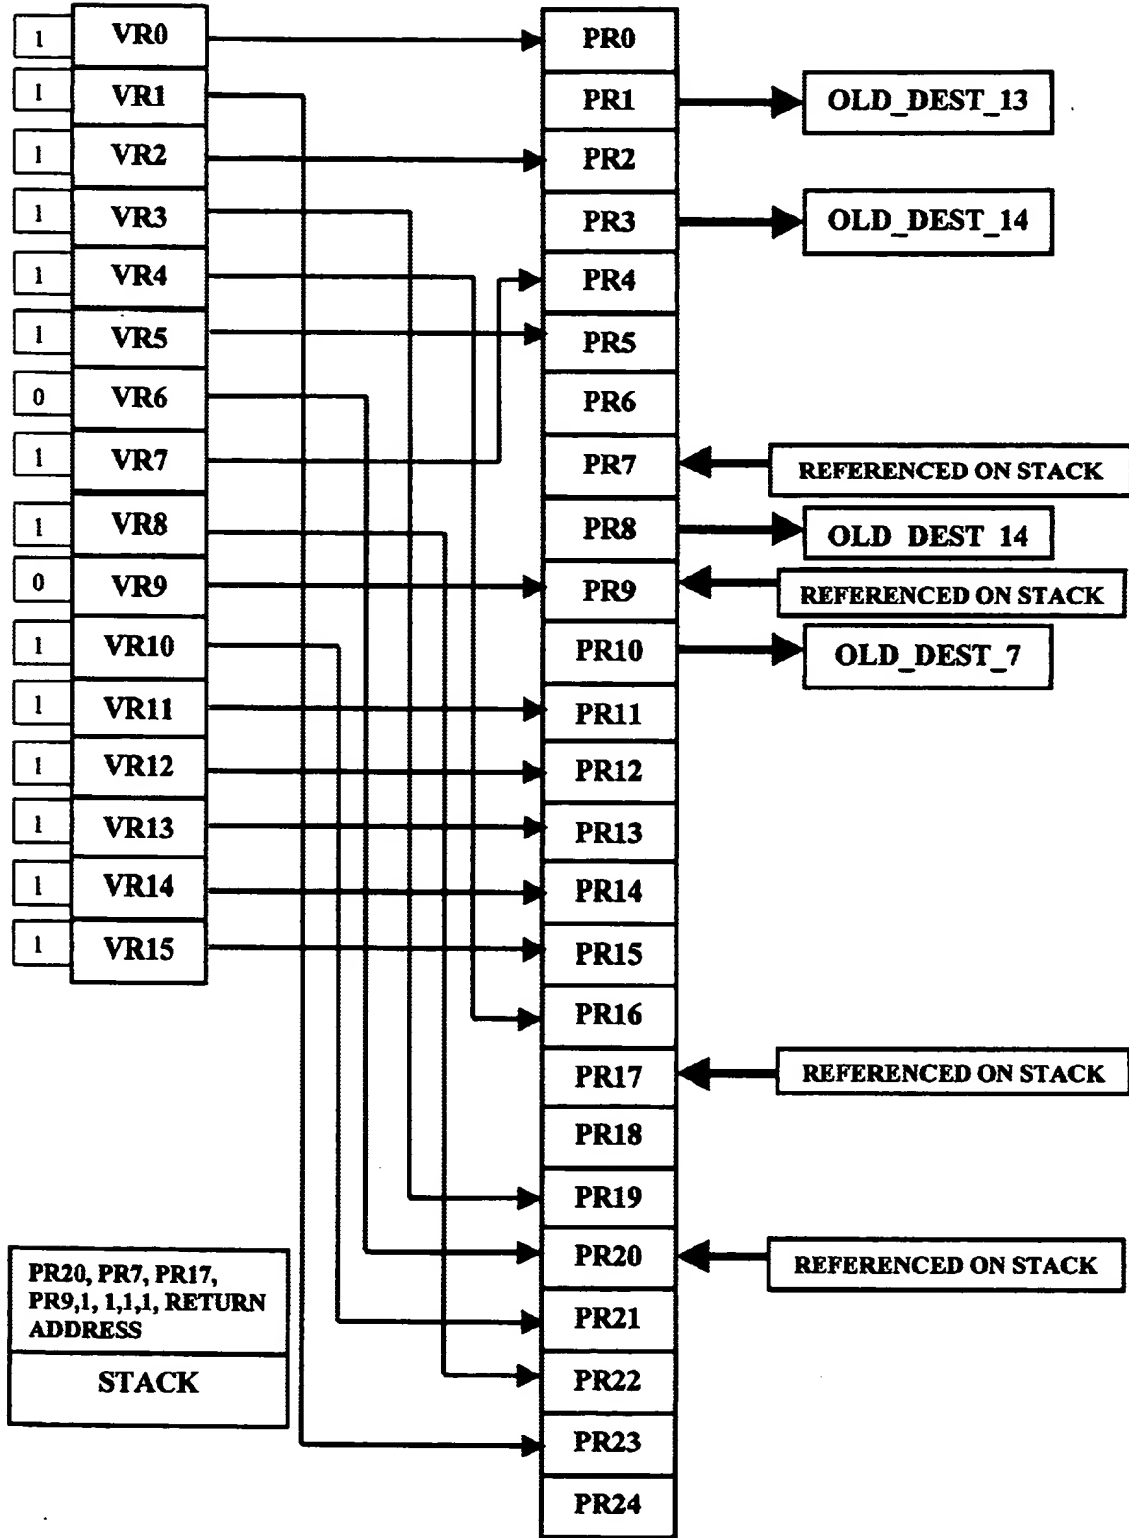 1 VR0
1 VR1
1 VR2
1 VR3
1 VR4
1 VR5
0 VR6
1 VR7
1 VR8
0 VR9
1 VR10
1 VR11
1 VR12
1 VR13
1 VR14
1 VR15
PR0
PR1 OLD_DEST_13
PR2
PR3 OLD_DEST_14
PR4
PR5
PR6
PR7 REFERENCED ON STACK
PR8 OLD DEST 14
PR9 REFERENCED ON STACK
PR10 OLD_DEST_7
PR11
PR12
PR13
PR14
PR15
PR16
PR17 REFERENCED ON STACK
PR18
PR19
PR20 REFERENCED ON STACK
PR21
PR22
PR23
PR24
PR20, PR7, PR17,
PR9,1, 1,1,1, RETURN
ADDRESS
STACK